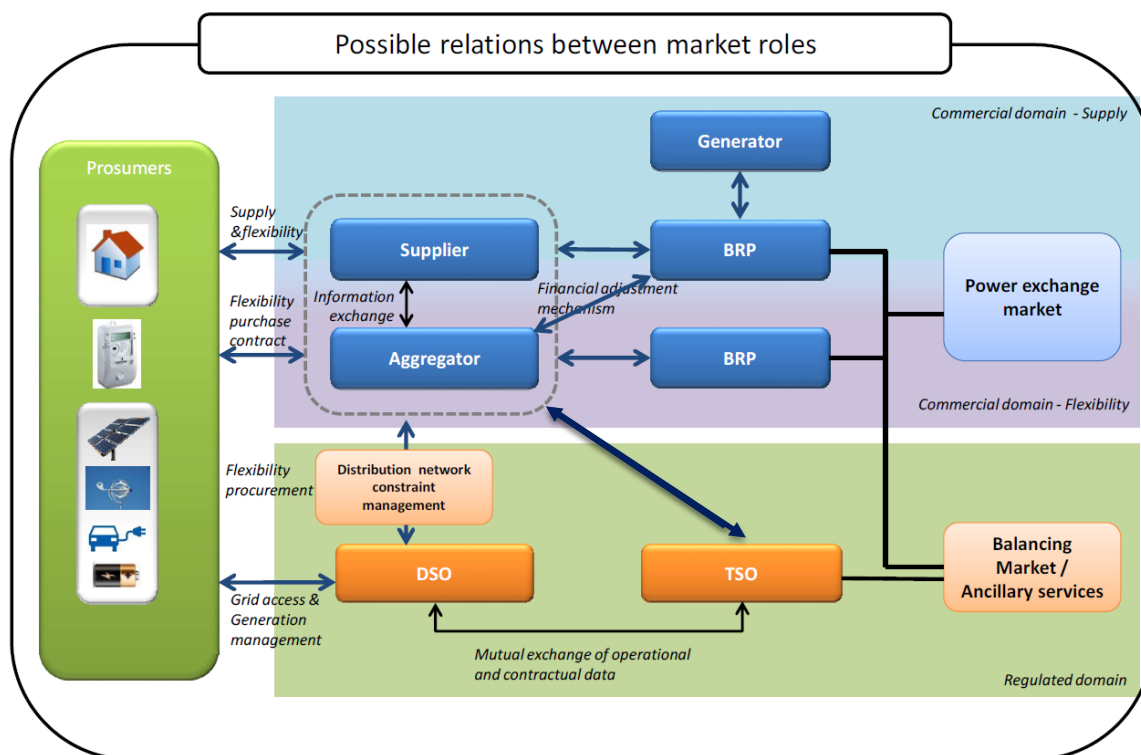 Possible relations between market roles
Commercial domain - Supply
Generator
Prosumers
Supply
&flexibility
Supplier
BRP
Information
exchange
Financial adjustment
mechanism
Power exchange
market
Flexibility
purchase
contract
Aggregator
BRP
Commercial domain - Flexibility
Flexibility
procurement
Distribution network
constraint
management
DSO
TSO
Balancing
Market /
Ancillary services
Grid access &
Generation
management
Mutual exchange of operational
and contractual data
Regulated domain